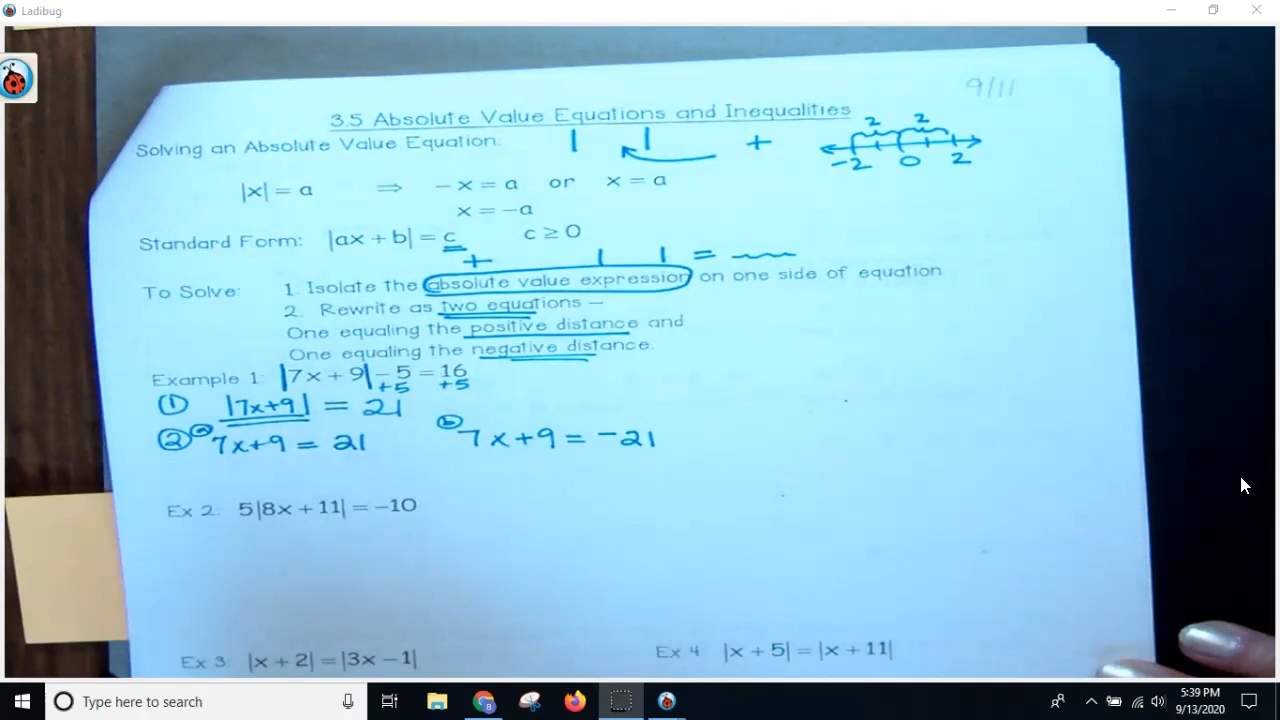 Ladibug
9/11
3.5 Absolute Value Equations and Inequalities
2 2
Solving an Absolute Value Equation: | | +
-2 0 2
|x| = a ⇒ -x = a or x = a
x = -a
Standard Form: |ax + b| = c c ≥ 0
+ | | =
To Solve: 1. Isolate the absolute value expression on one side of equation
2. Rewrite as two equations –
One equaling the positive distance and
One equaling the negative distance.
Example 1: |7x + 9| - 5 = 16
+5 +5
① |7x+9| = 21
② ⓐ 7x+9 = 21 ⓑ 7x+9 = -21
Ex 2: 5|8x + 11| = -10
Ex 3: |x + 2| = |3x - 1| Ex 4 |x + 5| = |x + 11|
Type here to search
5:39 PM
9/13/2020